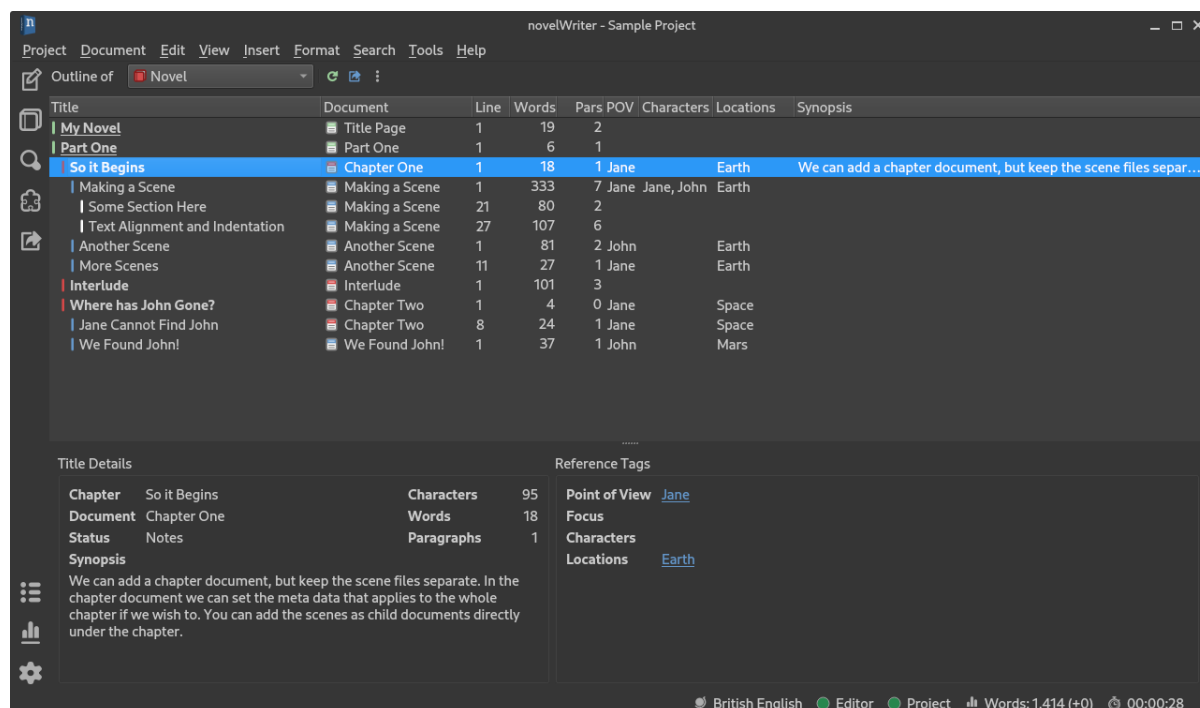 novelWriter - Sample Project
Project Document Edit View Insert Format Search Tools Help
Outline of Novel
Title Document Line Words Pars POV Characters Locations Synopsis
My Novel Title Page 1 19 2
Part One Part One 1 6 1
So it Begins Chapter One 1 18 1 Jane Earth We can add a chapter document, but keep the scene files separ...
Making a Scene Making a Scene 1 333 7 Jane Jane, John Earth
Some Section Here Making a Scene 21 80 2
Text Alignment and Indentation Making a Scene 27 107 6
Another Scene Another Scene 1 81 2 John Earth
More Scenes Another Scene 11 27 1 Jane Earth
Interlude Interlude 1 101 3
Where has John Gone? Chapter Two 1 4 0 Jane Space
Jane Cannot Find John Chapter Two 8 24 1 Jane Space
We Found John! We Found John! 1 37 1 John Mars
Title Details
Chapter So it Begins Characters 95
Document Chapter One Words 18
Status Notes Paragraphs 1
Synopsis
We can add a chapter document, but keep the scene files separate. In the
chapter document we can set the meta data that applies to the whole
chapter if we wish to. You can add the scenes as child documents directly
under the chapter.
Reference Tags
Point of View Jane
Focus
Characters
Locations Earth
British English Editor Project Words: 1,414 (+0) 00:00:28